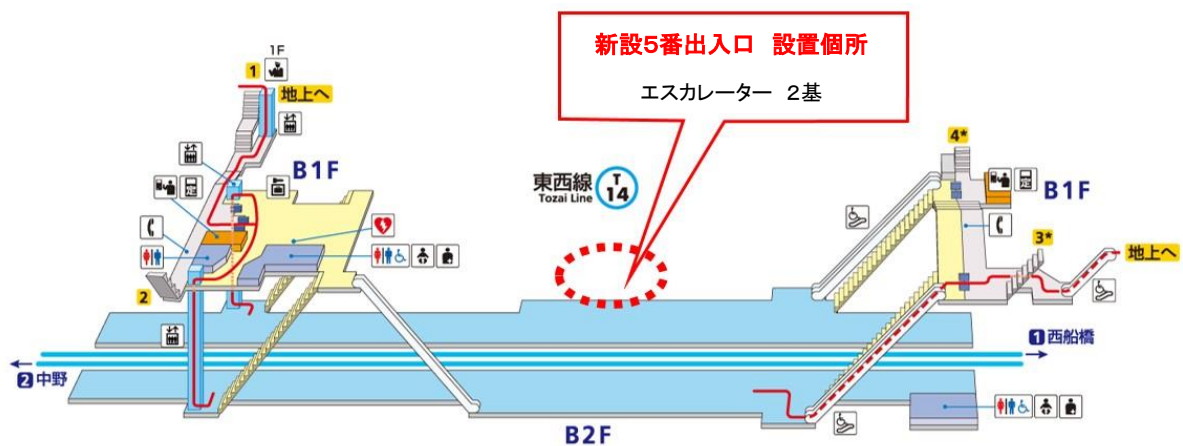 新設5番出入口 設置個所
エスカレーター 2基
1F
1
地上へ
B1F
東西線
Tozai Line
T
14
4*
B1F
3*
地上へ
2
1 西船橋
2 中野
B2F